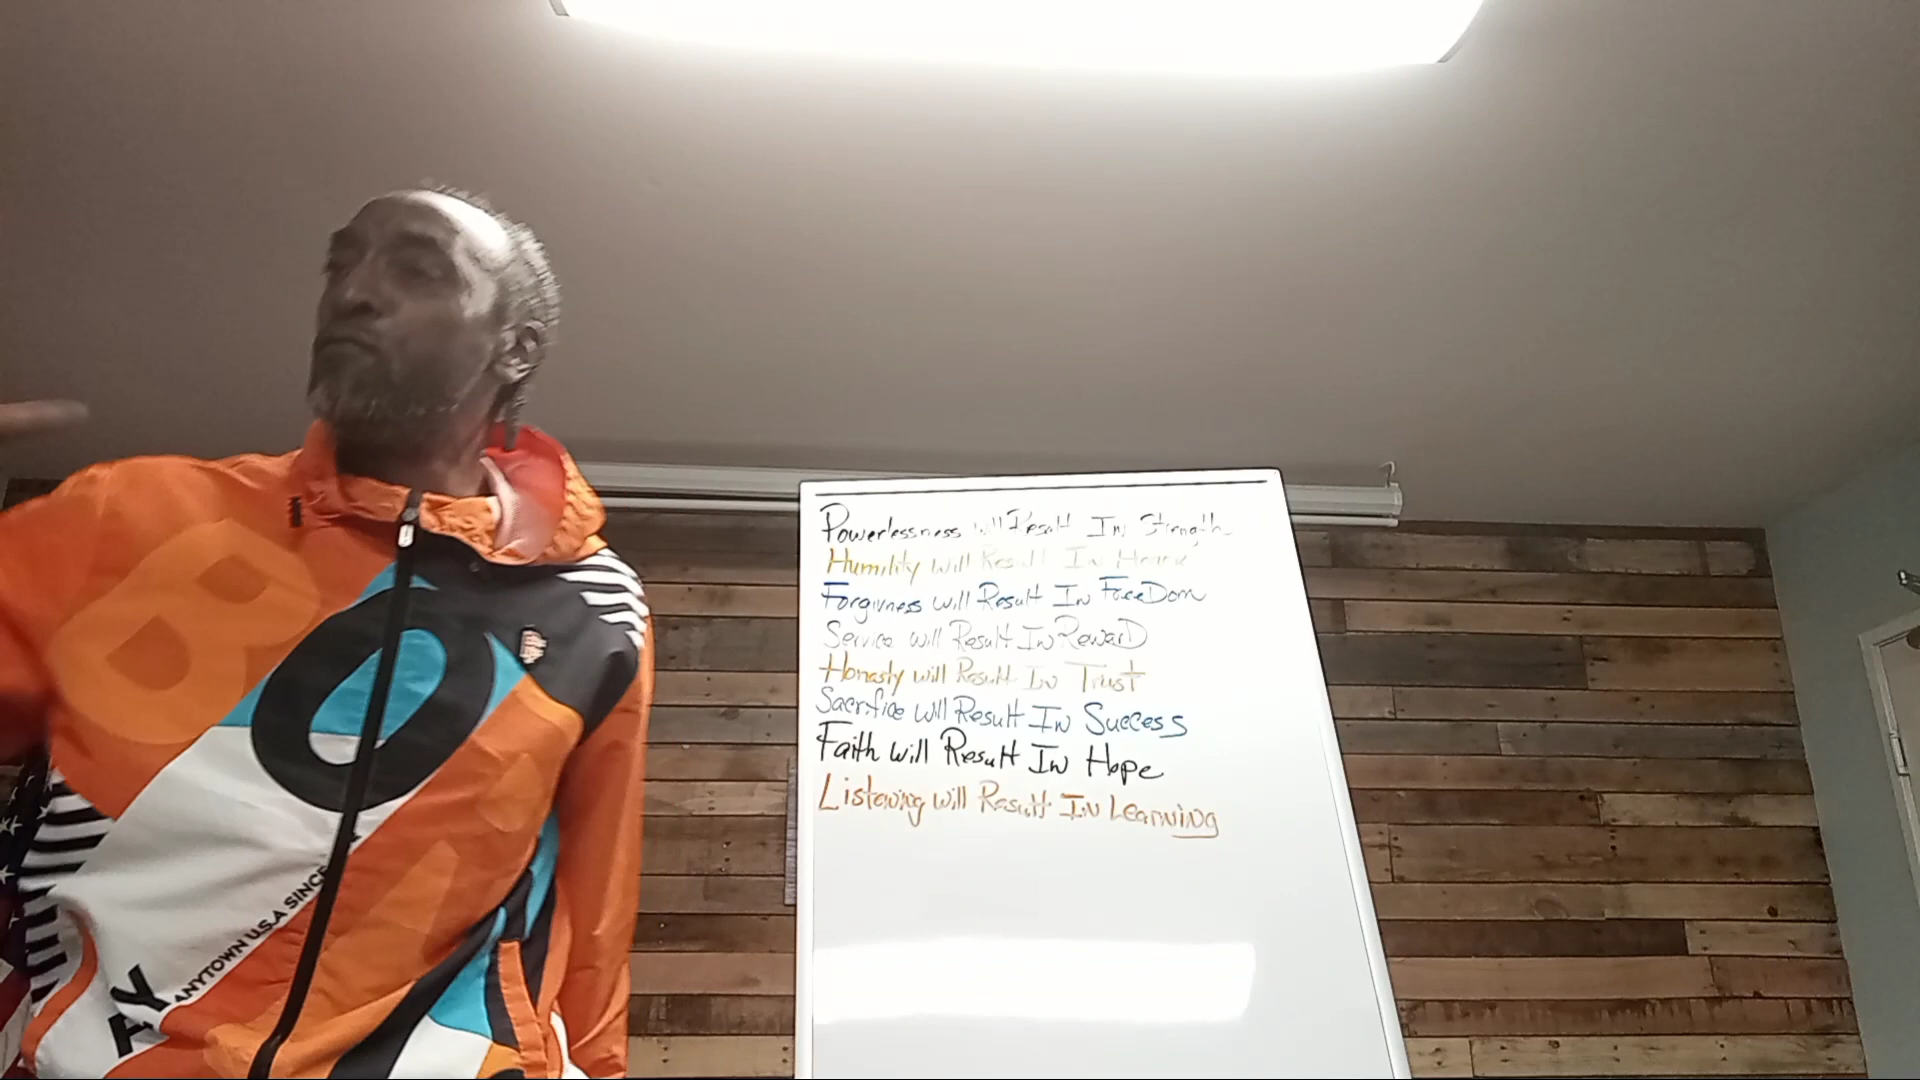 Powerlessness will Result In Strength
Humility will Result In
Forgivness will Result In FreeDom
Service will Result In RewarD
Honesty will Result In Trust
Sacrifice will Result In Success
Faith will Result In Hope
Listening will Result In Learning
B
O
ANYTOWN U.S.A SINCE
AY